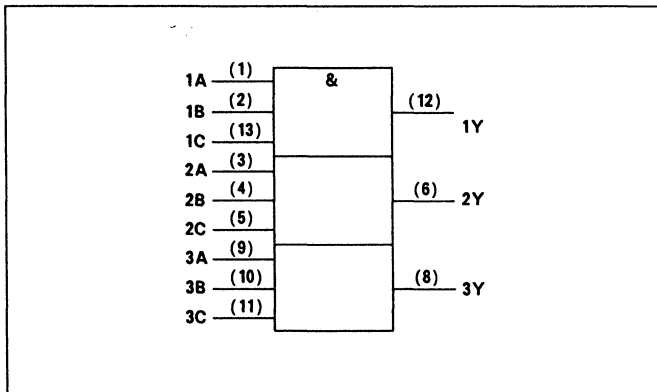 1A (1) &
1B (2) (12)
1Y
1C (13)
2A (3)
2B (4) (6) 2Y
2C (5)
3A (9)
3B (10) (8) 3Y
3C (11)